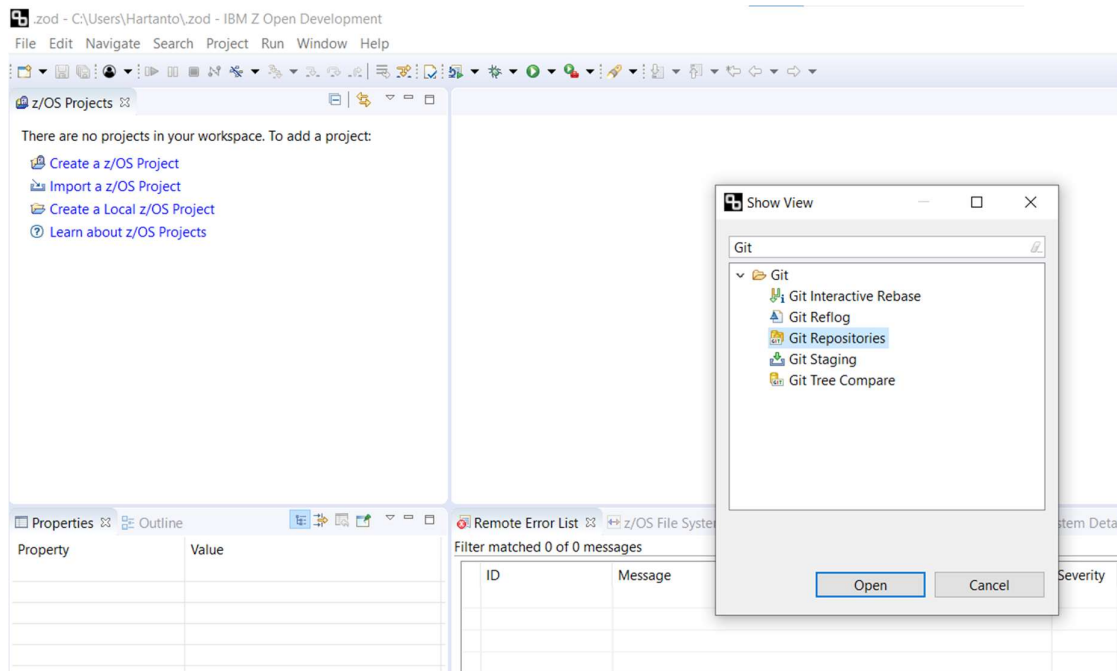 .zod - C:\Users\Hartanto\.zod - IBM Z Open Development
File Edit Navigate Search Project Run Window Help
z/OS Projects
There are no projects in your workspace. To add a project:
Create a z/OS Project
Import a z/OS Project
Create a Local z/OS Project
Learn about z/OS Projects
Show View
Git
Git
Git Interactive Rebase
Git Reflog
Git Repositories
Git Staging
Git Tree Compare
Open Cancel
Properties Outline
Property Value
Remote Error List z/OS File Syste
stem Deta
Filter matched 0 of 0 messages
ID Message Severity